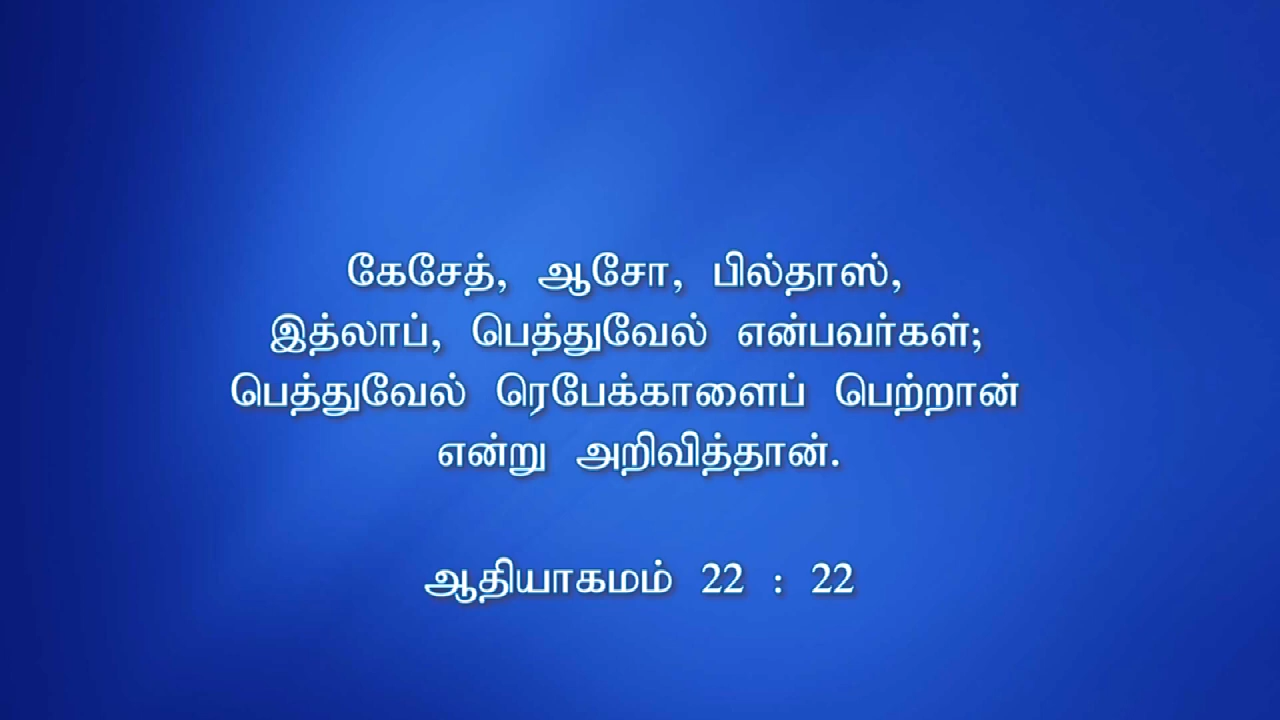 கேசேத், ஆசோ, பில்தாஸ்,
இத்லாப், பெத்துவேல் என்பவர்கள்;
பெத்துவேல் ரெபேக்காளைப் பெற்றான்
என்று அறிவித்தான்.
ஆதியாகமம் 22 : 22